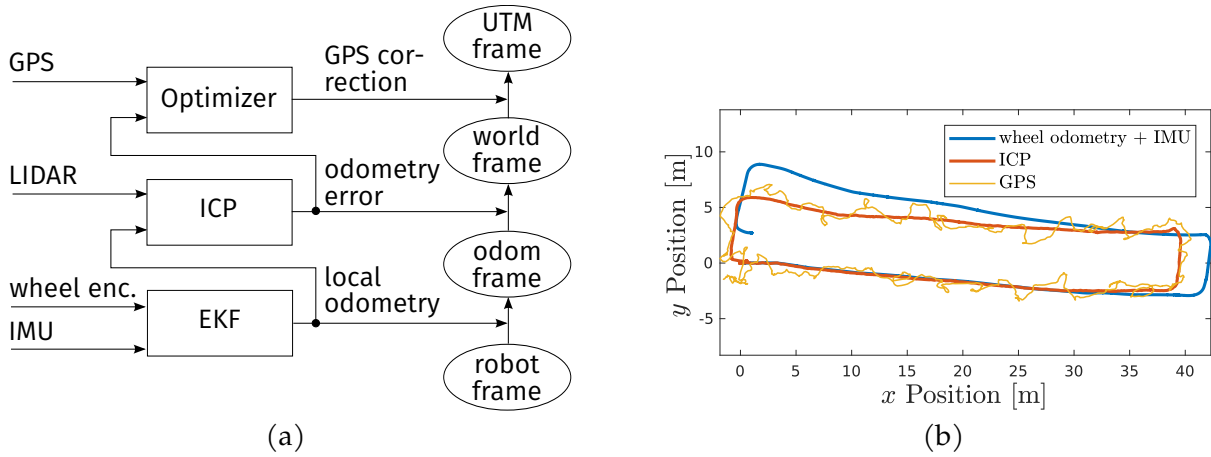 UTM
frame
GPS
GPS cor-
rection
Optimizer
world
frame
LIDAR
odometry
error
ICP
odom
frame
wheel enc.
local
odometry
EKF
IMU
robot
frame
(a)
wheel odometry + IMU
ICP
GPS
10
5
0
-5
y Position [m]
0 5 10 15 20 25 30 35 40
x Position [m]
(b)